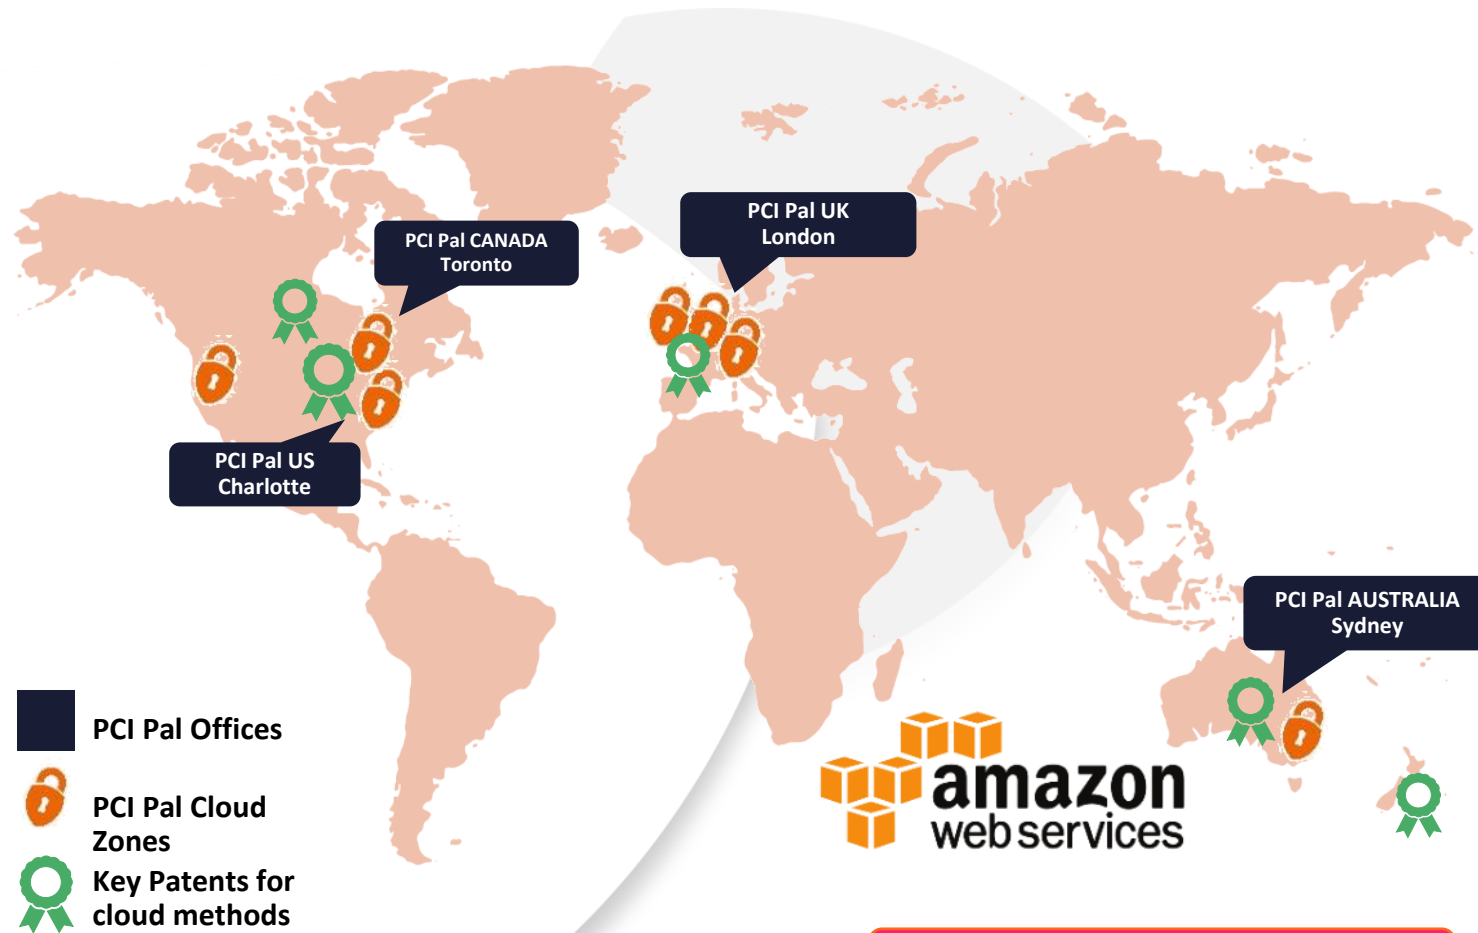 PCI Pal UK
London
PCI Pal CANADA
Toronto
PCI Pal US
Charlotte
PCI Pal AUSTRALIA
Sydney
PCI Pal Offices
PCI Pal Cloud
Zones
Key Patents for
cloud methods
amazon
web services